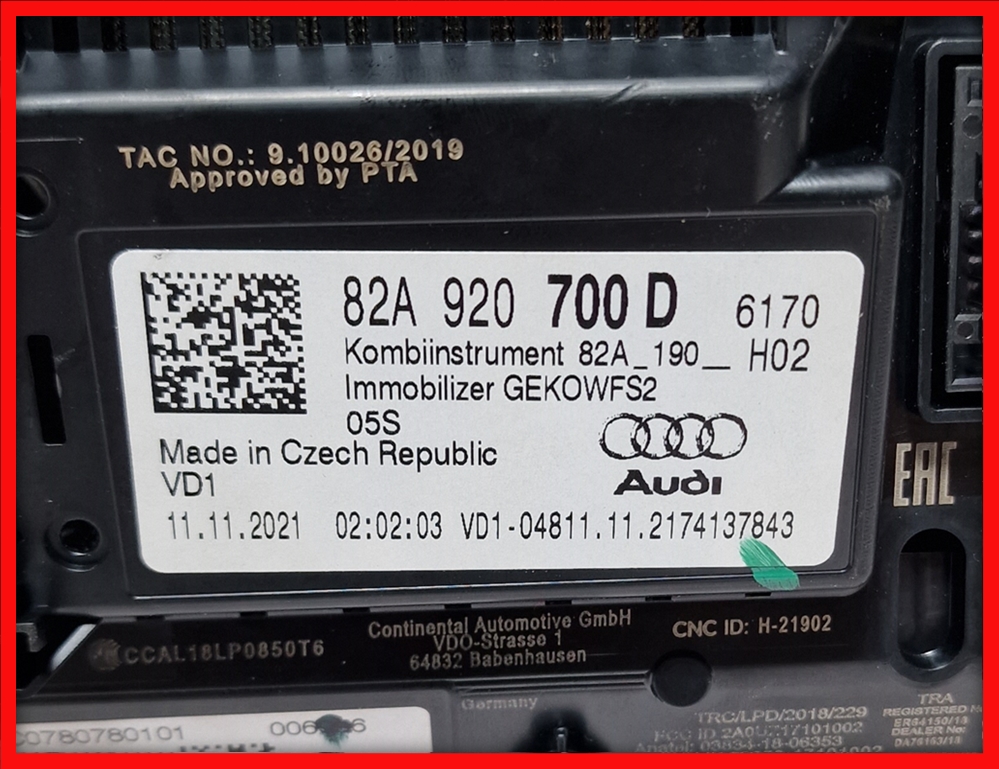 TAC NO.: 9.10026/2019
Approved by PTA
82A 920 700 D 6170
Kombiinstrument 82A_190__ H02
Immobilizer GEKOWFS2
05S
Made in Czech Republic
VD1
Audi
11.11.2021 02:02:03 VD1-04811.11.2174137843
EAC
Continental Automotive GmbH
VDO-Strasse 1
64832 Babenhausen
CNC ID: H-21902
CCAL18LP0850T6
Germany
TRC/LPD/2018/229
TRA
REGISTERED
DEALER No: